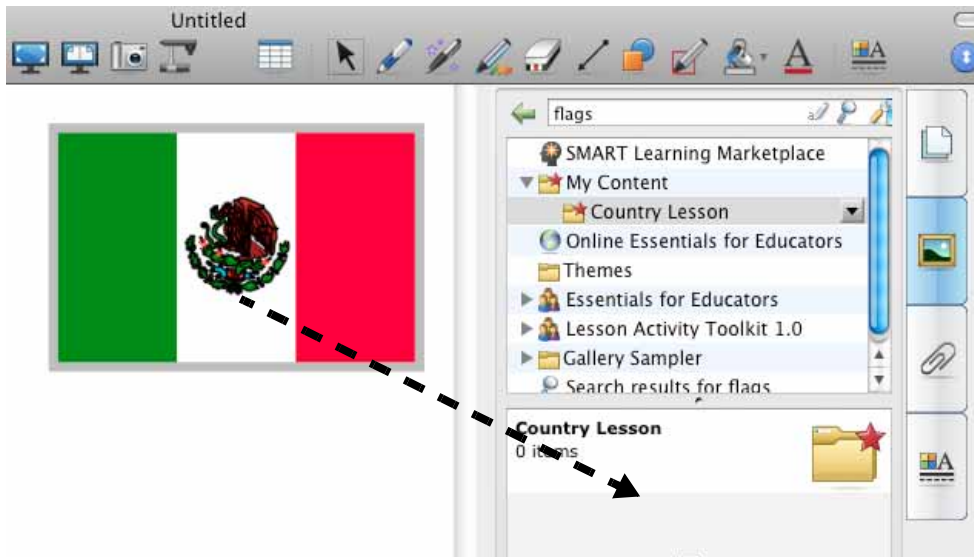 Untitled
flags
SMART Learning Marketplace
My Content
Country Lesson
Online Essentials for Educators
Themes
Essentials for Educators
Lesson Activity Toolkit 1.0
Gallery Sampler
Search results for flags
Country Lesson
0 items